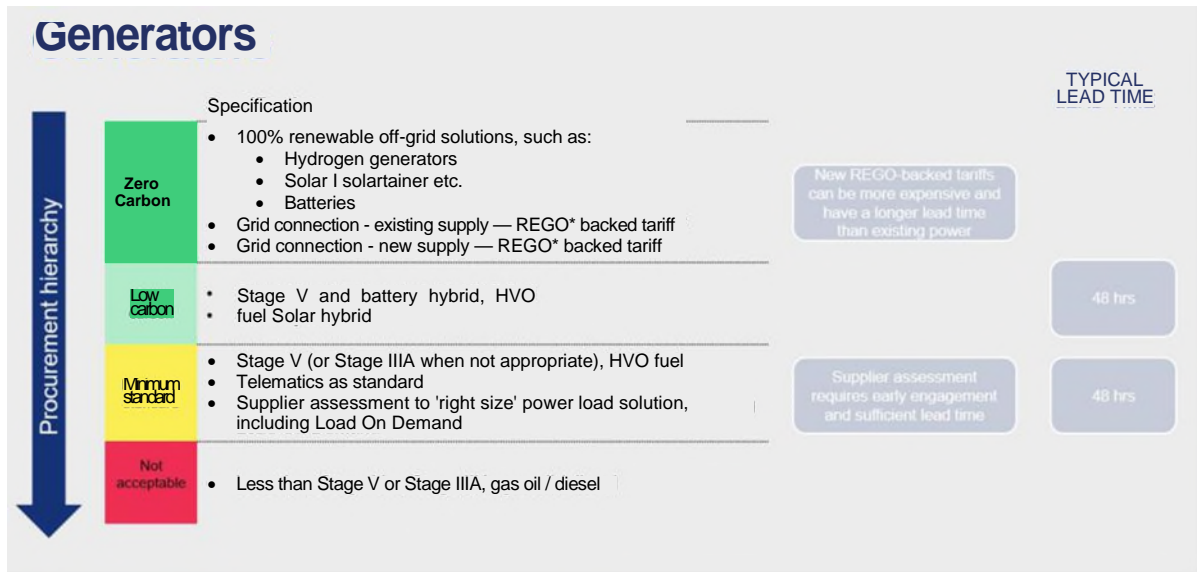 Generators
TYPICAL
LEAD TIME
Specification
Procurement hierarchy
Zero
Carbon
• 100% renewable off-grid solutions, such as:
• Hydrogen generators
• Solar I solartainer etc.
• Batteries
• Grid connection - existing supply — REGO* backed tariff
• Grid connection - new supply — REGO* backed tariff
New REGO-backed tariffs
can be more expensive and
have a longer lead time
than existing power
Low
carbon
• Stage V and battery hybrid, HVO
• fuel Solar hybrid
48 hrs
Minimum
standard
• Stage V (or Stage IIIA when not appropriate), HVO fuel
• Telematics as standard
• Supplier assessment to 'right size' power load solution,
including Load On Demand
Supplier assessment
requires early engagement
and sufficient lead time
48 hrs
Not
acceptable
• Less than Stage V or Stage IIIA, gas oil / diesel